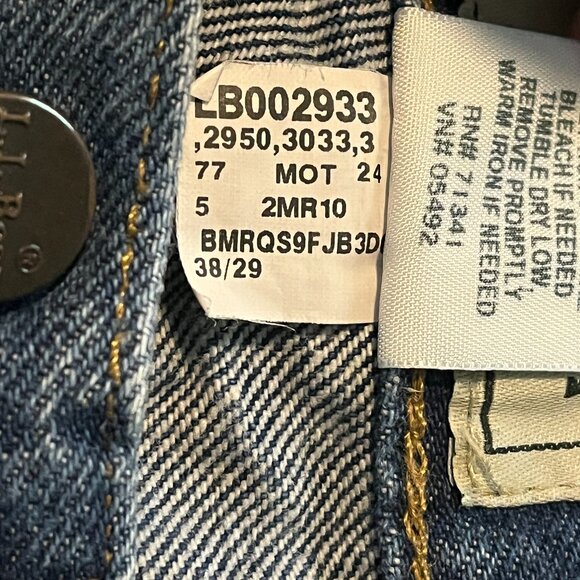 L.L.B
®
LB002933
,2950,3033,3
77 MOT 24
5 2MR10
BMRQS9FJB3D
38/29
BLEACH IF NEEDED
TUMBLE DRY LOW
REMOVE PROMPTLY
WARM IRON IF NEEDED
RN# 71341
VN# 05492